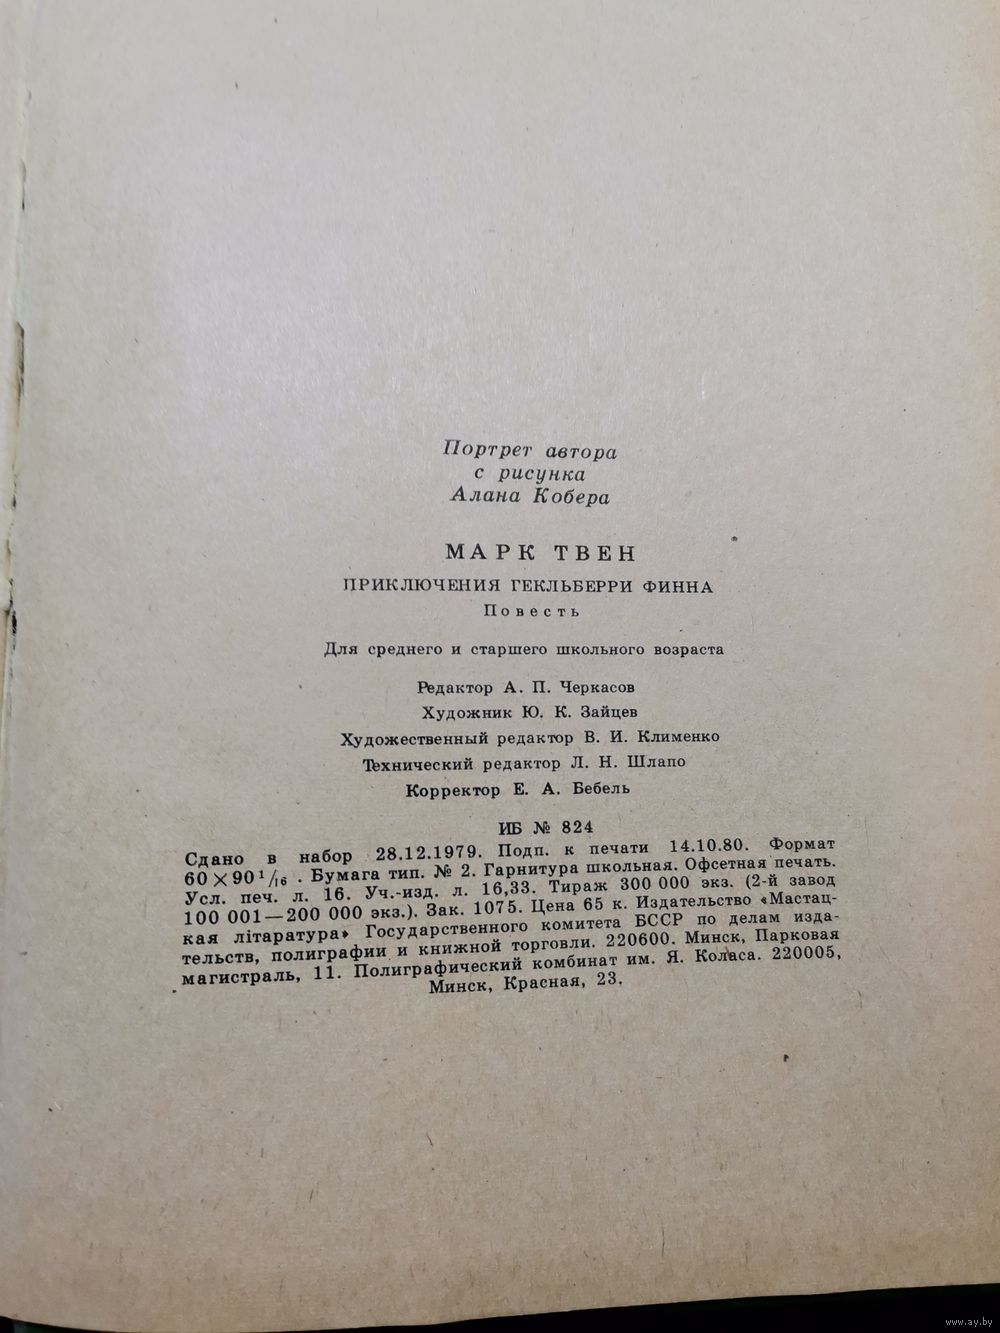 Портрет автора
с рисунка
Алана Кобера
МАРК ТВЕН
ПРИКЛЮЧЕНИЯ ГЕКЛЬБЕРРИ ФИННА
Повесть
Для среднего и старшего школьного возраста
Редактор А. П. Черкасов
Художник Ю. К. Зайцев
Художественный редактор В. И. Клименко
Технический редактор Л. Н. Шлапо
Корректор Е. А. Бебель
ИБ № 824
Сдано в набор 28.12.1979. Подп. к печати 14.10.80. Формат
60×90 1/16. Бумага тип. № 2. Гарнитура школьная. Офсетная печать.
Усл. печ. л. 16. Уч.-изд. л. 16,33. Тираж 300 000 экз. (2-й завод
100 001—200 000 экз.). Зак. 1075. Цена 65 к. Издательство «Мастац-
кая літаратура» Государственного комитета БССР по делам изда-
тельств, полиграфии и книжной торговли. 220600. Минск, Парковая
магистраль, 11. Полиграфический комбинат им. Я. Коласа. 220005,
Минск, Красная, 23.
www.ay.by